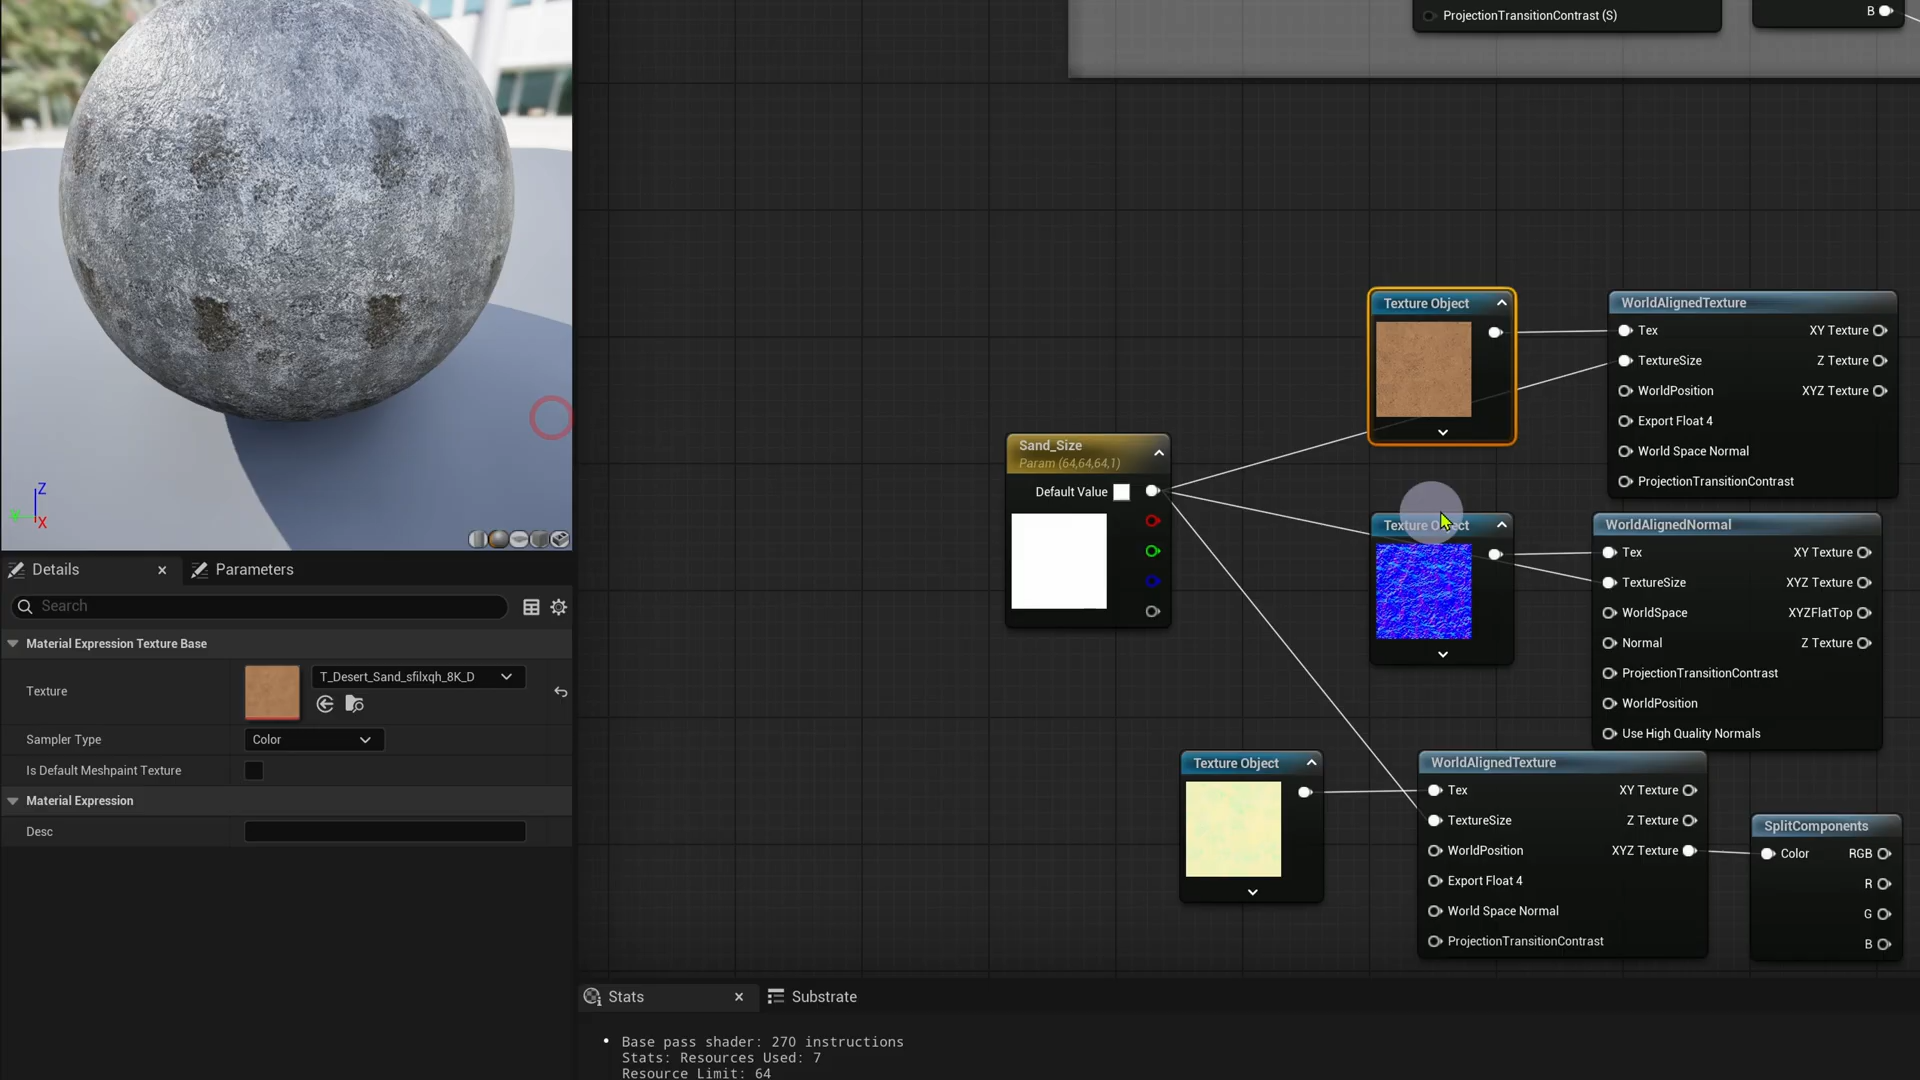 ProjectionTransitionContrast (S)
B
Texture Object
WorldAlignedTexture
Tex
XY Texture
TextureSize
Z Texture
WorldPosition
XYZ Texture
Export Float 4
World Space Normal
ProjectionTransitionContrast
Sand_Size
Param (64,64,64,1)
Default Value
Z
X
Texture Object
WorldAlignedNormal
Tex
XY Texture
TextureSize
XYZ Texture
WorldSpace
XYZFlatTop
Normal
Z Texture
ProjectionTransitionContrast
WorldPosition
Use High Quality Normals
Details
Parameters
Search
Material Expression Texture Base
Texture
T_Desert_Sand_sfilxqh_8K_D
Sampler Type
Color
Is Default Meshpaint Texture
Material Expression
Desc
Texture Object
WorldAlignedTexture
Tex
XY Texture
TextureSize
Z Texture
WorldPosition
XYZ Texture
Export Float 4
World Space Normal
ProjectionTransitionContrast
SplitComponents
Color
RGB
R
G
B
Stats
Substrate
Base pass shader: 270 instructions
Stats: Resources Used: 7
Resource Limit: 64